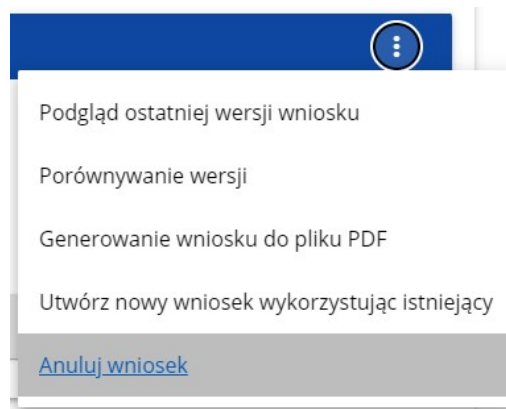 Podgląd ostatniej wersji wniosku
Porównywanie wersji
Generowanie wniosku do pliku PDF
Utwórz nowy wniosek wykorzystując istniejący
Anuluj wniosek